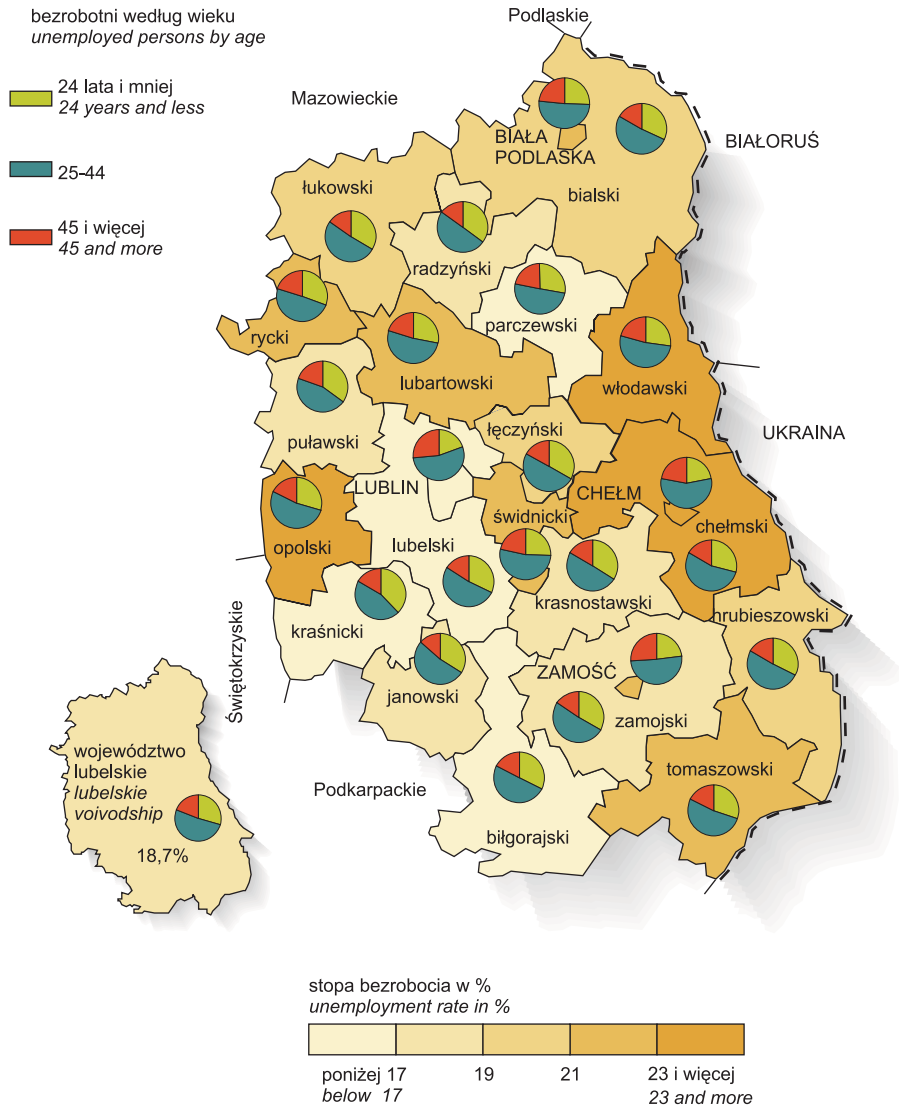 bezrobotni według wieku
unemployed persons by age
24 lata i mniej
24 years and less
25-44
45 i więcej
45 and more
Podlaskie
Mazowieckie
BIAŁORUŚ
BIAŁA
PODLASKA
bialski
łukowski
radzyński
parczewski
rycki
lubartowski
włodawski
puławski
łęczyński
UKRAINA
LUBLIN
CHEŁM
świdnicki
chełmski
opolski
lubelski
krasnostawski
hrubieszowski
kraśnicki
Świętokrzyskie
ZAMOŚĆ
janowski
zamojski
województwo
lubelskie
lubelskie
voivodship
18,7%
tomaszowski
Podkarpackie
biłgorajski
stopa bezrobocia w %
unemployment rate in %
poniżej 17 19 21 23 i więcej
below 17 23 and more